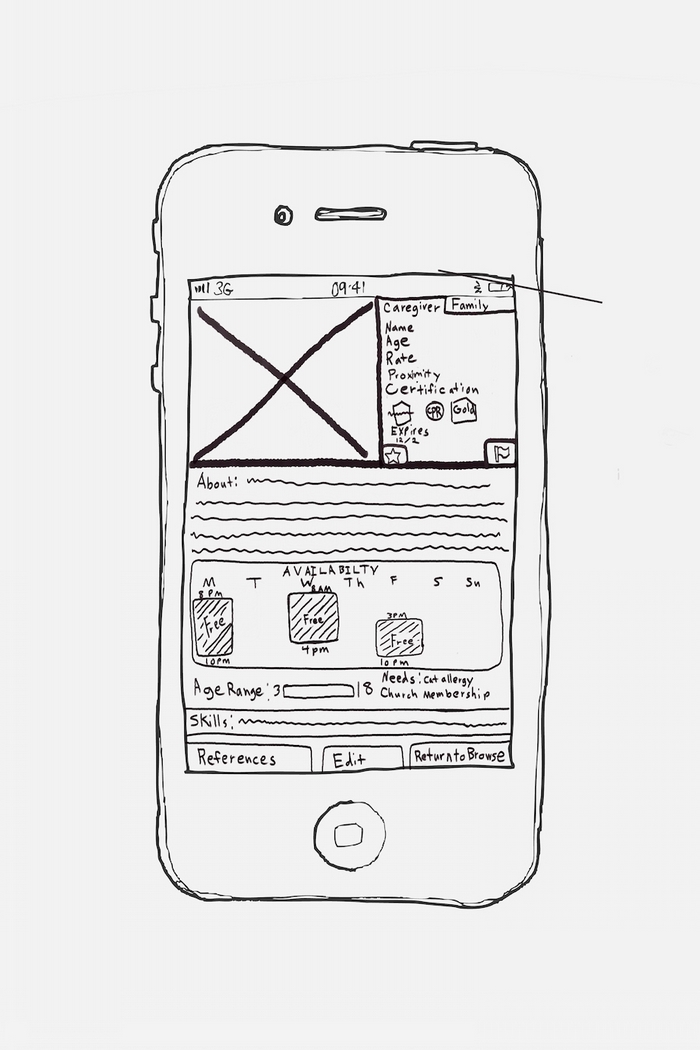 3G 09:41
Caregiver Family
Name
Age
Rate
Proximity
Certification
CPR Gold
Expires
12/2
About:
AVAILABILTY
M T W Th F S Su
8 PM 8AM 3PM
Free Free Free
10pm 4pm 10pm
Age Range: 3 18
Needs: Cat allergy
Church Membership
Skills:
References Edit Return to Browse